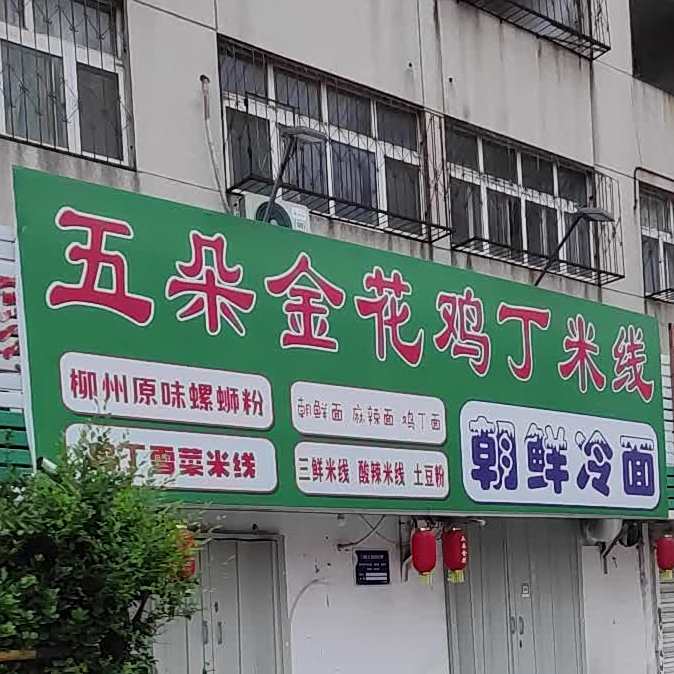 五朵金花鸡丁米线
柳州原味螺蛳粉
朝鲜面 麻辣面 鸡丁面
朝鲜冷面
丁雪菜米线
三鲜米线 酸辣米线 土豆粉